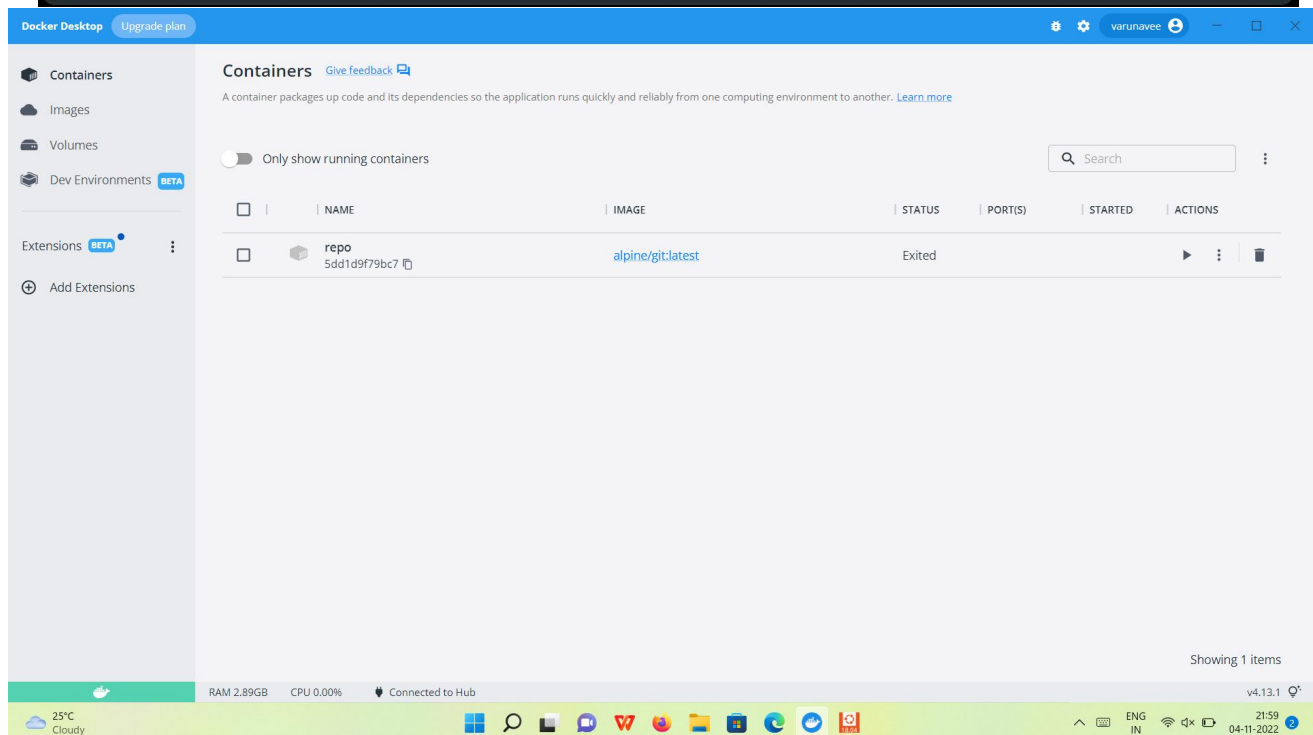 Docker Desktop Upgrade plan varunavee
Containers
Images
Volumes
Dev Environments BETA
Extensions BETA
Add Extensions
Containers Give feedback
A container packages up code and its dependencies so the application runs quickly and reliably from one computing environment to another. Learn more
Only show running containers Search
NAME IMAGE STATUS PORT(S) STARTED ACTIONS
repo alpine/git:latest Exited
5dd1d9f79bc7
Showing 1 items
RAM 2.89GB CPU 0.00% Connected to Hub v4.13.1
25°C
Cloudy
W
18.04
ENG
IN
21:59
04-11-2022
2